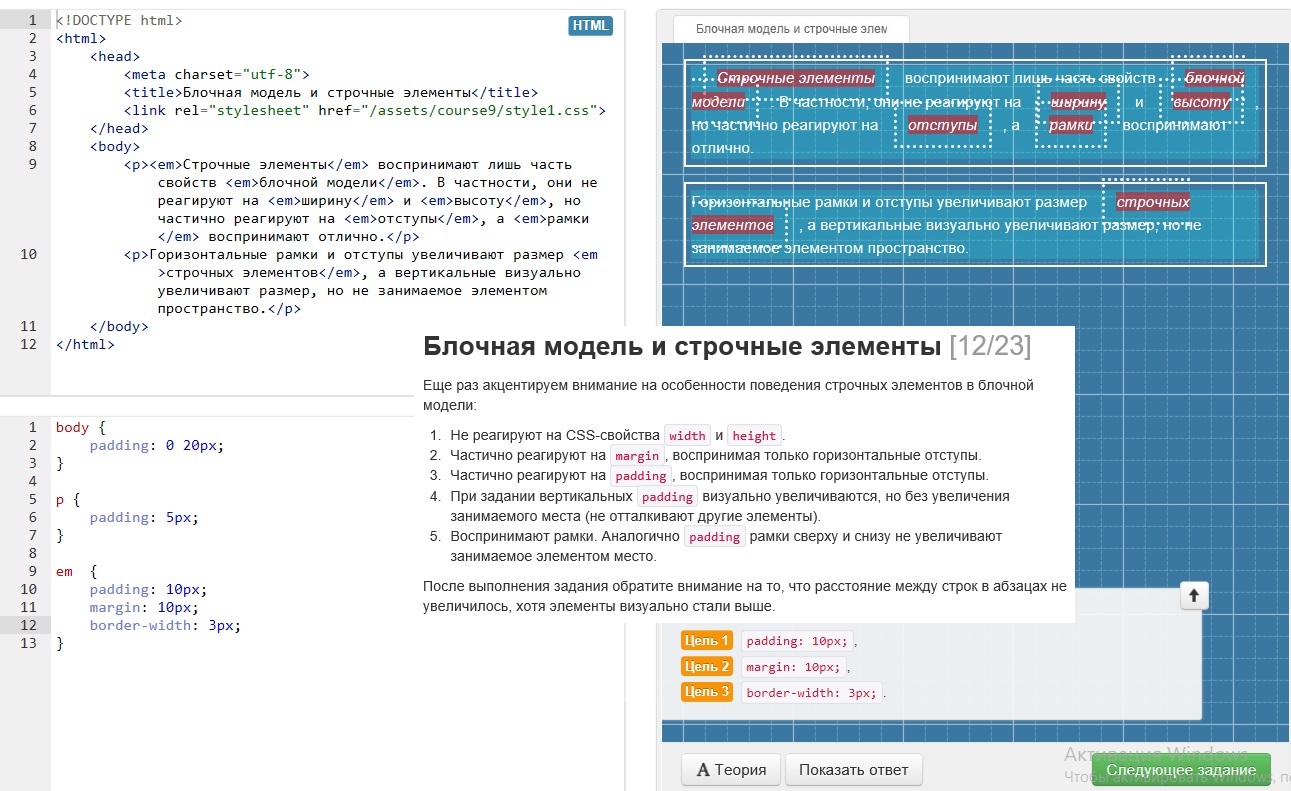 1 <!DOCTYPE html>
HTML
2 <html>
3 <head>
4 <meta charset="utf-8">
5 <title>Блочная модель и строчные элементы</title>
6 <link rel="stylesheet" href="/assets/course9/style1.css">
7 </head>
8 <body>
9 <p><em>Строчные элементы</em> воспринимают лишь часть
свойств <em>блочной модели</em>. В частности, они не
реагируют на <em>ширину</em> и <em>высоту</em>, но
частично реагируют на <em>отступы</em>, а <em>рамки
</em> воспринимают отлично.</p>
10 <p>Горизонтальные рамки и отступы увеличивают размер <em
>строчных элементов</em>, а вертикальные визуально
увеличивают размер, но не занимаемое элементом
пространство.</p>
11 </body>
12 </html>
1 body {
2 padding: 0 20px;
3 }
4
5 p {
6 padding: 5px;
7 }
8
9 em {
10 padding: 10px;
11 margin: 10px;
12 border-width: 3px;
13 }
Блочная модель и строчные элем
Строчные элементы воспринимают лишь часть свойств блочной
модели . В частности, они не реагируют на ширину и высоту ,
но частично реагируют на отступы , а рамки воспринимают
отлично.
Горизонтальные рамки и отступы увеличивают размер строчных
элементов , а вертикальные визуально увеличивают размер, но не
занимаемое элементом пространство.
Блочная модель и строчные элементы [12/23]
Еще раз акцентируем внимание на особенности поведения строчных элементов в блочной
модели:
1. Не реагируют на CSS-свойства width и height .
2. Частично реагируют на margin , воспринимая только горизонтальные отступы.
3. Частично реагируют на padding , воспринимая только горизонтальные отступы.
4. При задании вертикальных padding визуально увеличиваются, но без увеличения
занимаемого места (не отталкивают другие элементы).
5. Воспринимают рамки. Аналогично padding рамки сверху и снизу не увеличивают
занимаемое элементом место.
После выполнения задания обратите внимание на то, что расстояние между строк в абзацах не
увеличилось, хотя элементы визуально стали выше.
Цель 1 padding: 10px; ,
Цель 2 margin: 10px; ,
Цель 3 border-width: 3px; .
Активация Windows
A Теория Показать ответ Следующее задание
Чтобы активировать Windows, п